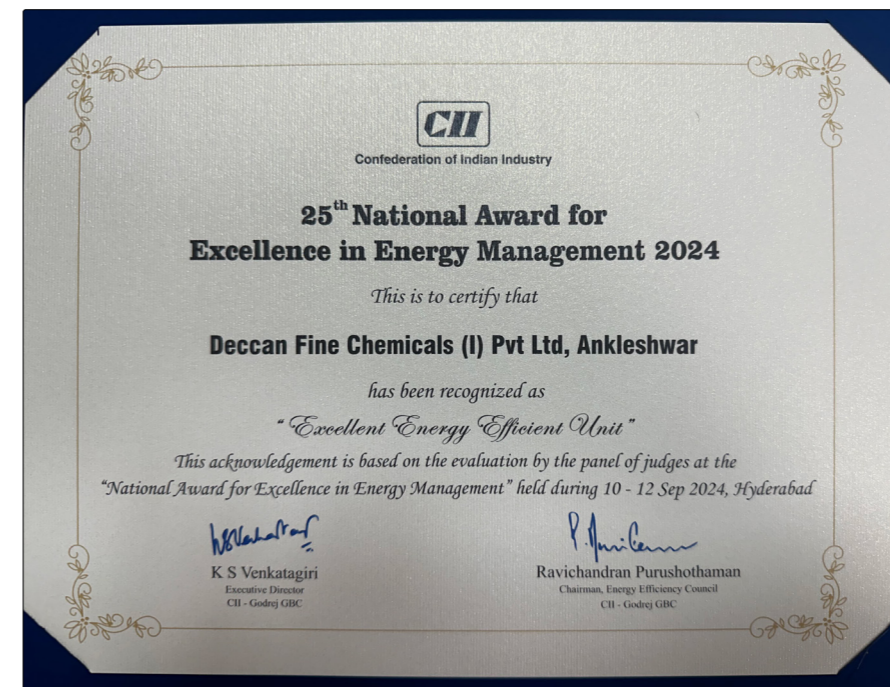 CII
Confederation of Indian Industry
25th National Award for
Excellence in Energy Management 2024
This is to certify that
Deccan Fine Chemicals (I) Pvt Ltd, Ankleshwar
has been recognized as
"Excellent Energy Efficient Unit"
This acknowledgement is based on the evaluation by the panel of judges at the
"National Award for Excellence in Energy Management" held during 10 - 12 Sep 2024, Hyderabad
K S Venkatagiri
Executive Director
CII - Godrej GBC
Ravichandran Purushothaman
Chairman, Energy Efficiency Council
CII - Godrej GBC